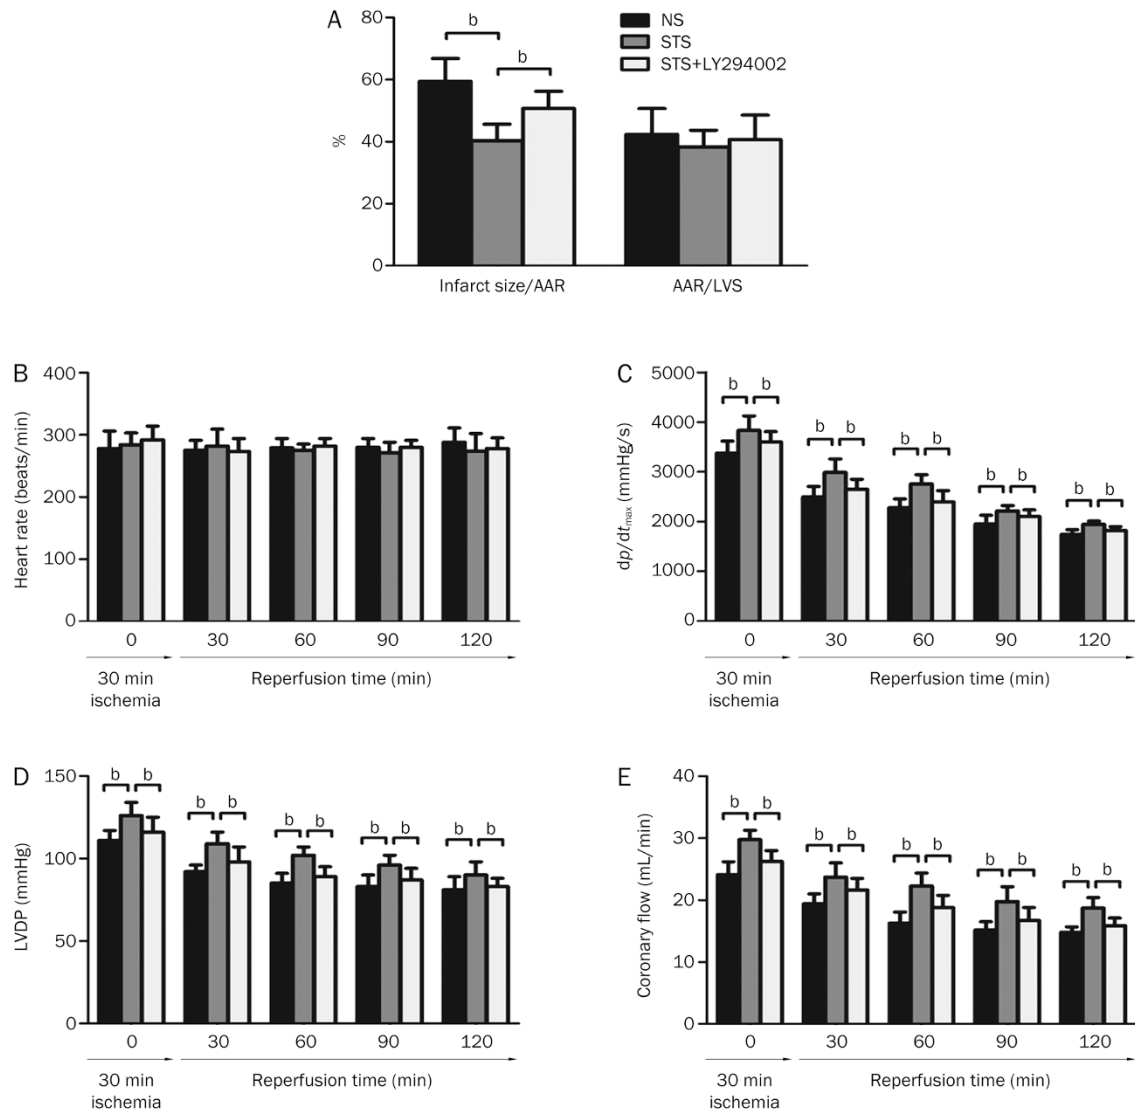 A
80
60
40
20
0
%
b
b
NS
STS
STS+LY294002
Infarct size/AAR
AAR/LVS
B
Heart rate (beats/min)
400
300
200
100
0
0
30
60
90
120
30 min
ischemia
Reperfusion time (min)
C
dp/dtmax (mmHg/s)
5000
4000
3000
2000
1000
0
b b
b b
b b
b b
b b
0
30
60
90
120
30 min
ischemia
Reperfusion time (min)
D
LVDP (mmHg)
150
100
50
0
b b
b b
b b
b b
b b
0
30
60
90
120
30 min
ischemia
Reperfusion time (min)
E
Coronary flow (mL/min)
40
30
20
10
0
b b
b b
b b
b b
b b
0
30
60
90
120
30 min
ischemia
Reperfusion time (min)